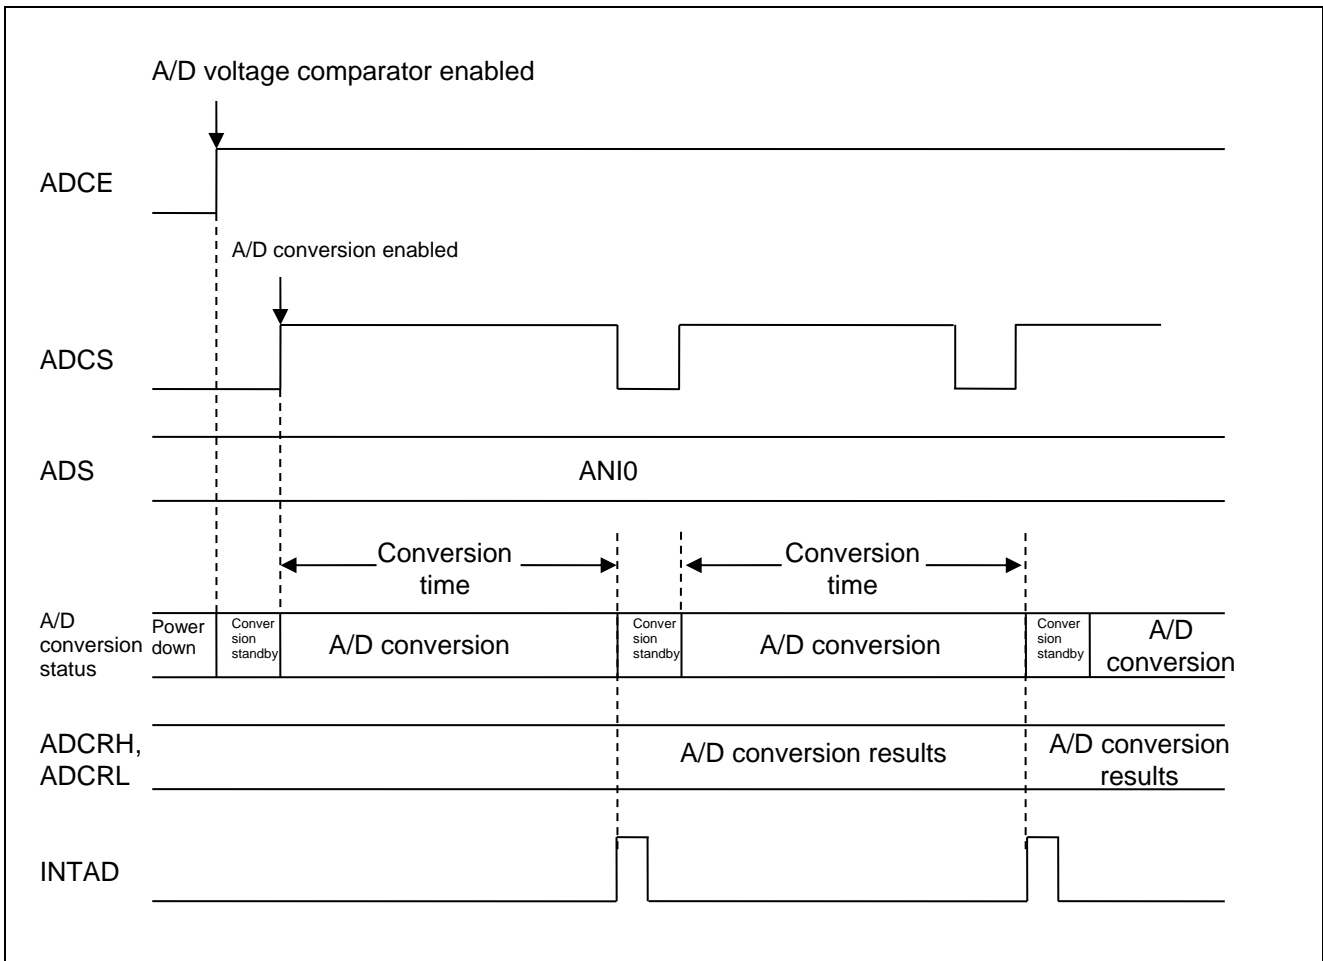 A/D voltage comparator enabled
ADCE
A/D conversion enabled
ADCS
ADS
ANI0
Conversion
time
Conversion
time
A/D
conversion
status
Power
down
Conver
sion
standby
A/D conversion
Conver
sion
standby
A/D conversion
Conver
sion
standby
A/D
conversion
ADCRH,
ADCRL
A/D conversion results
A/D conversion
results
INTAD